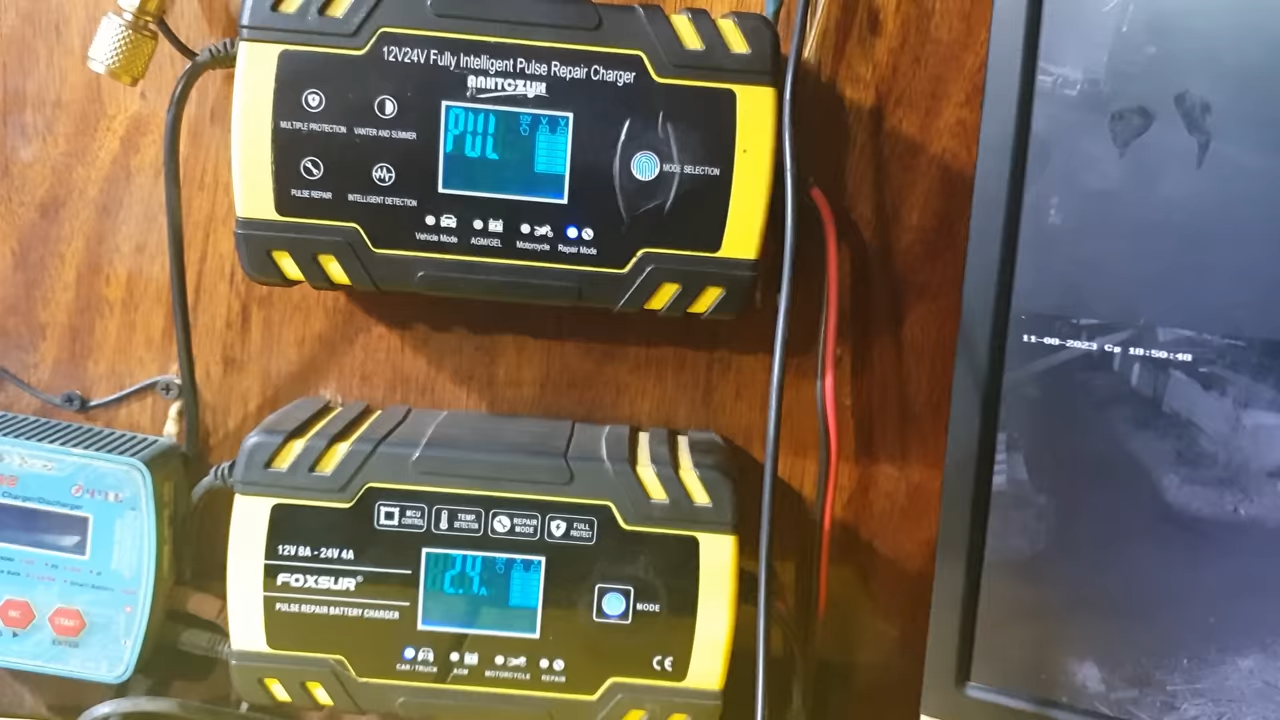 12V24V Fully Intelligent Pulse Repair Charger
ANHTCZYX
MULTIPLE PROTECTION
VANTER AND SUMMER
PULSE REPAIR
INTELLIGENT DETECTION
PUL
12V V V
MODE SELECTION
Vehicle Mode
AGM/GEL
Motorcycle
Repair Mode
11-08-2023 Ср 18:50:48
Charger/Discharger
START
ENTER
MCU CONTROL
TEMP. DETECTION
REPAIR MODE
FULL PROTECT
12V 8A - 24V 4A
FOXSUR®
PULSE REPAIR BATTERY CHARGER
2.4 A
MODE
CAR / TRUCK
AGM
MOTORCYCLE
REPAIR
CE